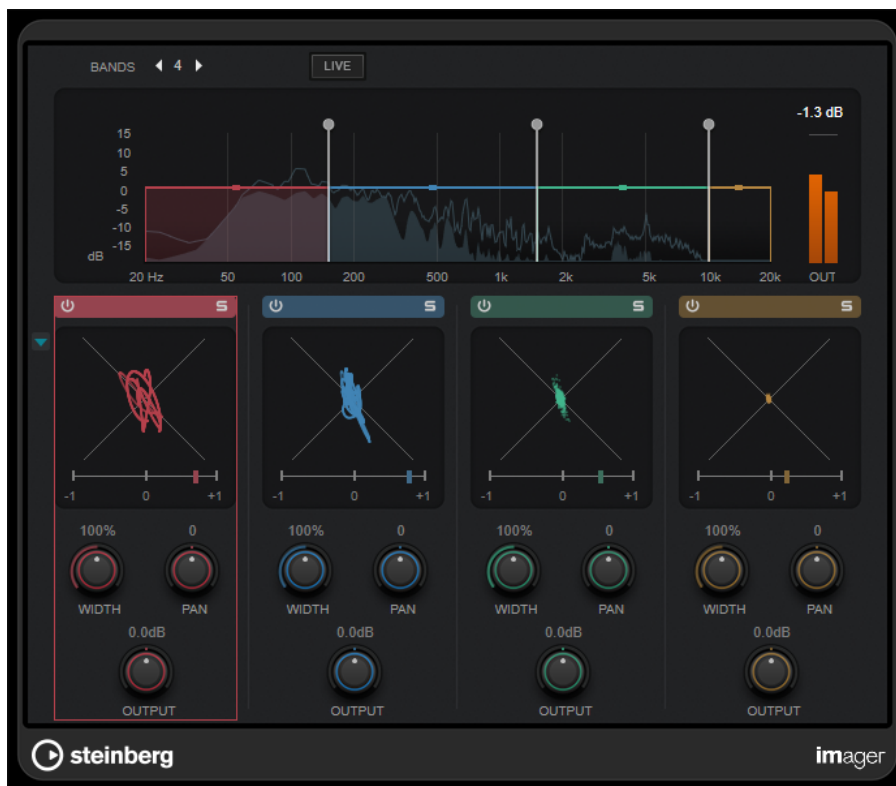 BANDS 4 LIVE
-1.3 dB
15
10
5
0
-5
-10
-15
dB
20 Hz 50 100 200 500 1k 2k 5k 10k 20k OUT
S S S S
-1 0 +1 -1 0 +1 -1 0 +1 -1 0 +1
100% 0 100% 0 100% 0 100% 0
WIDTH PAN WIDTH PAN WIDTH PAN WIDTH PAN
0.0dB 0.0dB 0.0dB 0.0dB
OUTPUT OUTPUT OUTPUT OUTPUT
steinberg imager